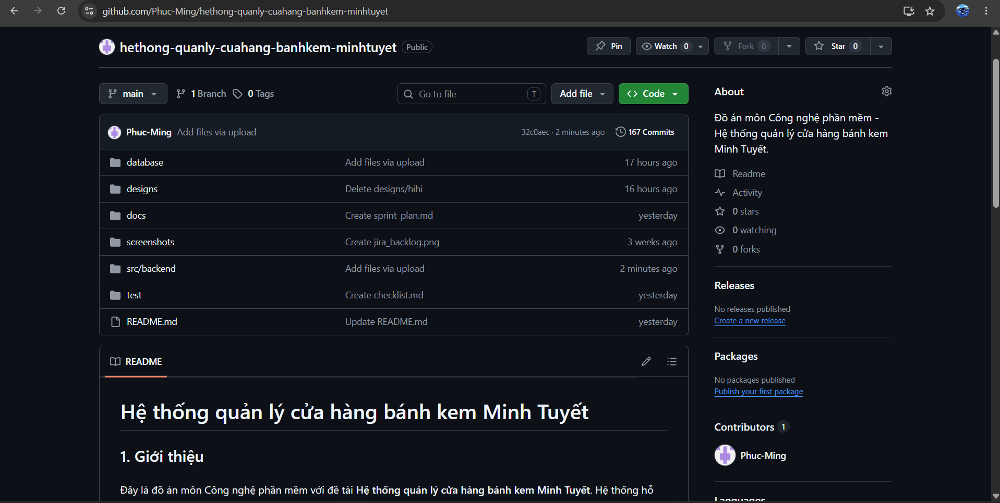 github.com/Phuc-Ming/hethong-quanly-cuahang-banhkem-minhtuyet
hethong-quanly-cuahang-banhkem-minhtuyet Public
Pin
Watch 0
Fork 0
Star 0
main
1 Branch
0 Tags
Go to file T
Add file
Code
Phuc-Ming Add files via upload 32c0aec · 2 minutes ago 167 Commits
database Add files via upload 17 hours ago
designs Delete designs/hihi 16 hours ago
docs Create sprint_plan.md yesterday
screenshots Create jira_backlog.png 3 weeks ago
src/backend Add files via upload 2 minutes ago
test Create checklist.md yesterday
README.md Update README.md yesterday
README
Hệ thống quản lý cửa hàng bánh kem Minh Tuyết
1. Giới thiệu
Đây là đồ án môn Công nghệ phần mềm với đề tài Hệ thống quản lý cửa hàng bánh kem Minh Tuyết. Hệ thống hỗ
About
Đồ án môn Công nghệ phần mềm -
Hệ thống quản lý cửa hàng bánh kem
Minh Tuyết.
Readme
Activity
0 stars
0 watching
0 forks
Releases
No releases published
Create a new release
Packages
No packages published
Publish your first package
Contributors 1
Phuc-Ming
Languages